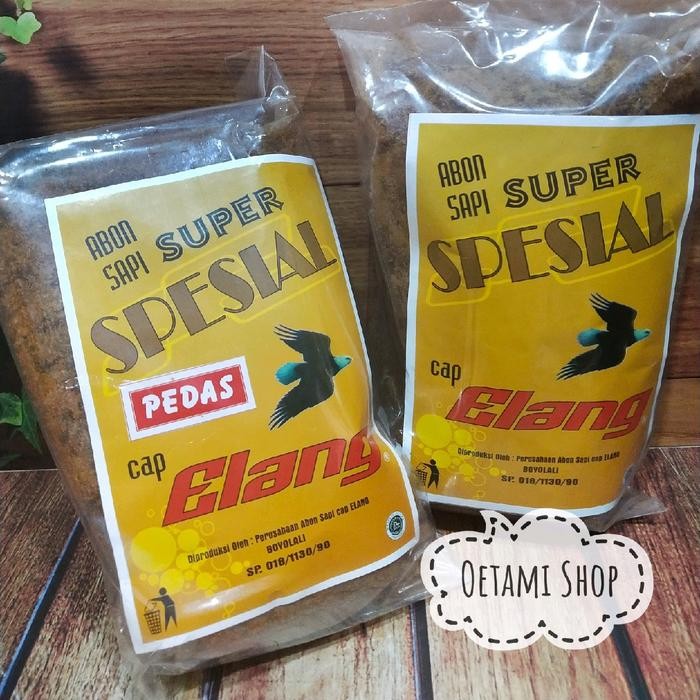 ABON
SAPI SUPER
SPESIAL
PEDAS
cap
Elang
Diproduksi Oleh : Perusahaan Abon Sapi cap ELANG
BOYOLALI
SP. 018/1130/90
ABON
SAPI SUPER
SPESIAL
cap
Elang
Diproduksi Oleh : Perusahaan Abon Sapi cap ELANG
BOYOLALI
SP. 018/1130/90
OETAMI SHOP